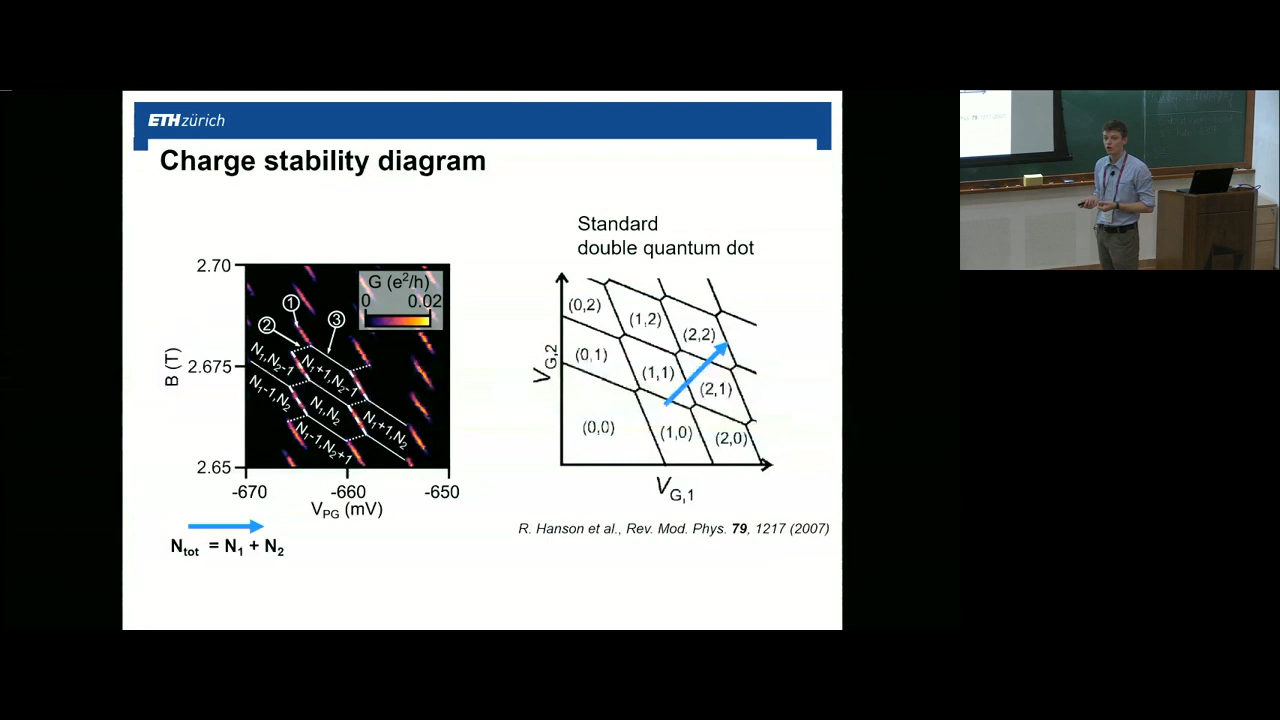 ETH zürich
Charge stability diagram
Standard
double quantum dot
2.70
2.675
2.65
B (T)
G (e²/h)
0 0.02
1
2
3
N₁,N₂-1
N₁+1,N₂-1
N₁-1,N₂
N₁,N₂
N₁+1,N₂
N₁-1,N₂+1
-670 -660 -650
V_PG (mV)
N_tot = N₁ + N₂
V_G,2
(0,2)
(1,2)
(2,2)
(0,1)
(1,1)
(2,1)
(0,0)
(1,0)
(2,0)
V_G,1
R. Hanson et al., Rev. Mod. Phys. 79, 1217 (2007)